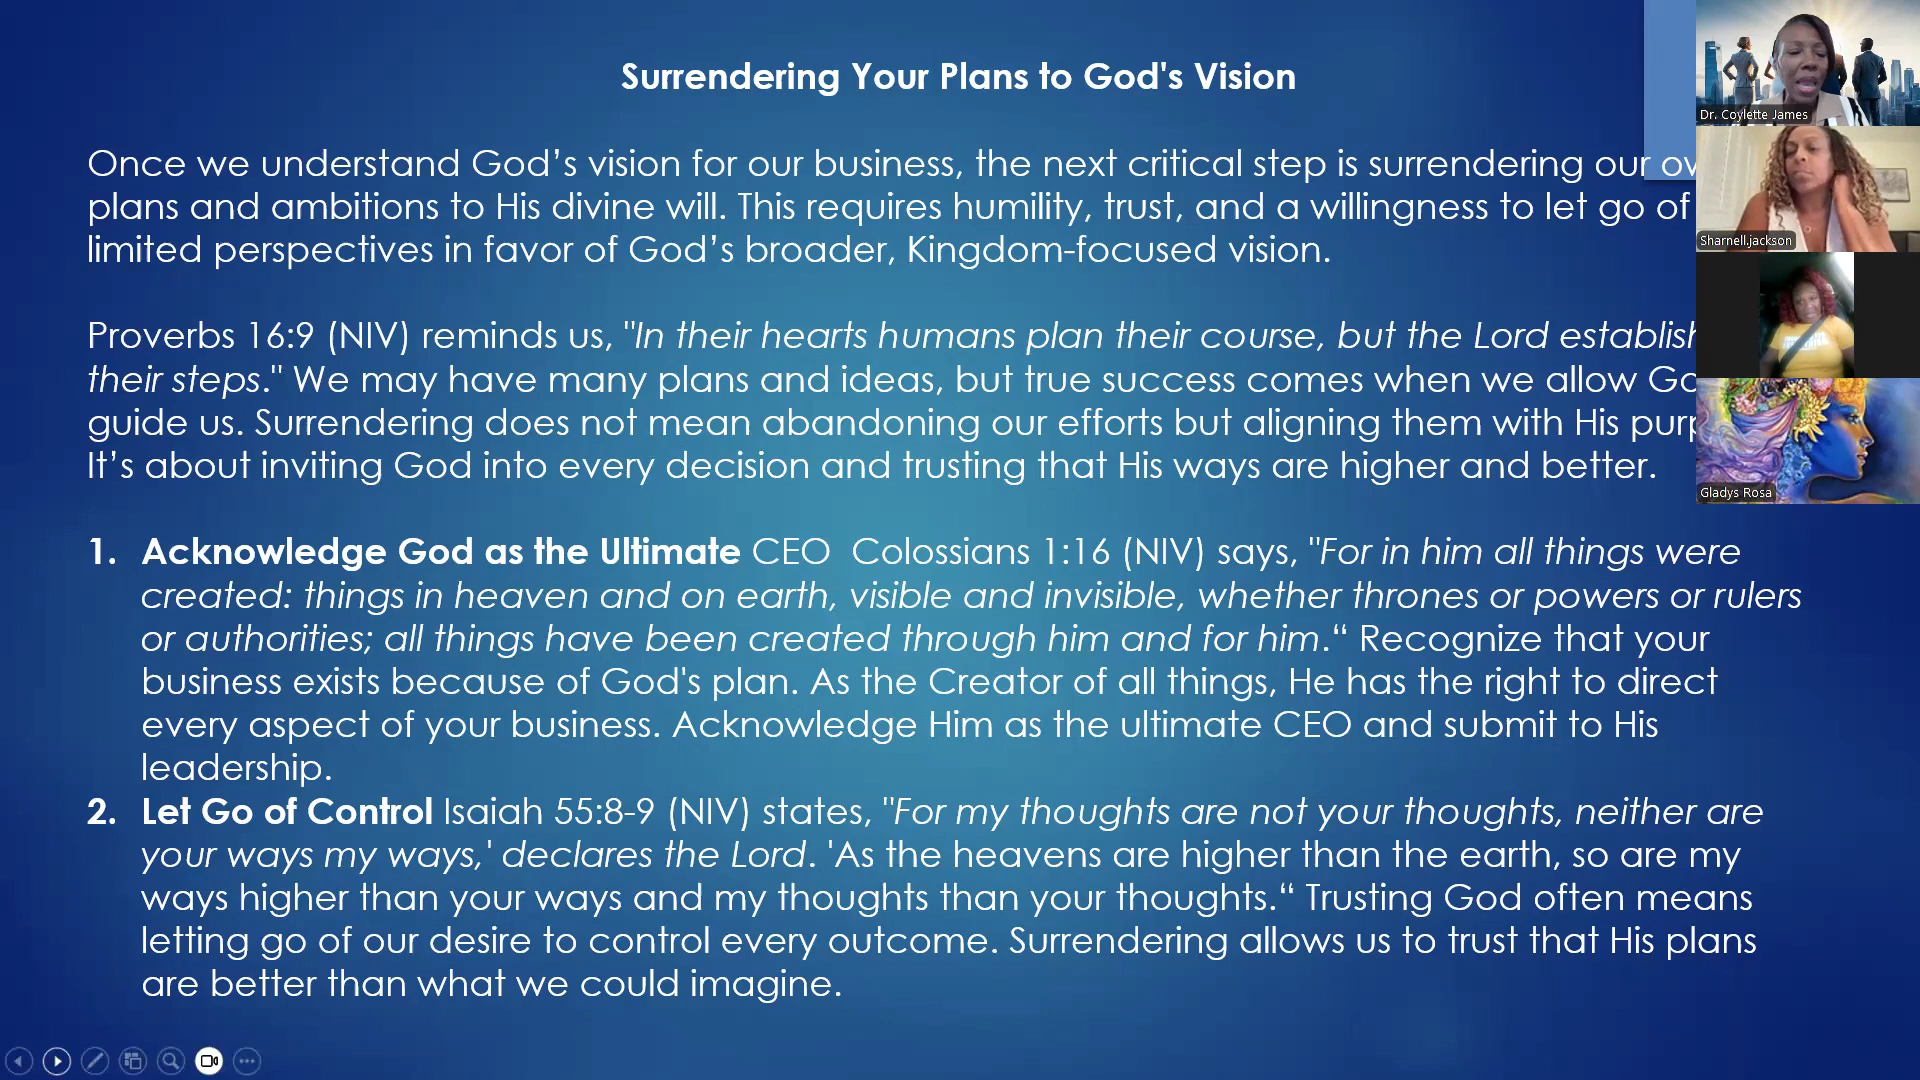 Surrendering Your Plans to God's Vision
Once we understand God’s vision for our business, the next critical step is surrendering our
plans and ambitions to His divine will. This requires humility, trust, and a willingness to let go of
limited perspectives in favor of God’s broader, Kingdom-focused vision.
Proverbs 16:9 (NIV) reminds us, "In their hearts humans plan their course, but the Lord
their steps." We may have many plans and ideas, but true success comes when we allow
guide us. Surrendering does not mean abandoning our efforts but aligning them with His
It’s about inviting God into every decision and trusting that His ways are higher and better.
1. Acknowledge God as the Ultimate CEO Colossians 1:16 (NIV) says, "For in him all things were
created: things in heaven and on earth, visible and invisible, whether thrones or powers or rulers
or authorities; all things have been created through him and for him.“ Recognize that your
business exists because of God's plan. As the Creator of all things, He has the right to direct
every aspect of your business. Acknowledge Him as the ultimate CEO and submit to His
leadership.
2. Let Go of Control Isaiah 55:8-9 (NIV) states, "For my thoughts are not your thoughts, neither are
your ways my ways,' declares the Lord. 'As the heavens are higher than the earth, so are my
ways higher than your ways and my thoughts than your thoughts.“ Trusting God often means
letting go of our desire to control every outcome. Surrendering allows us to trust that His plans
are better than what we could imagine.
Dr. Coylette James
Sharnell.jackson
Gladys Rosa